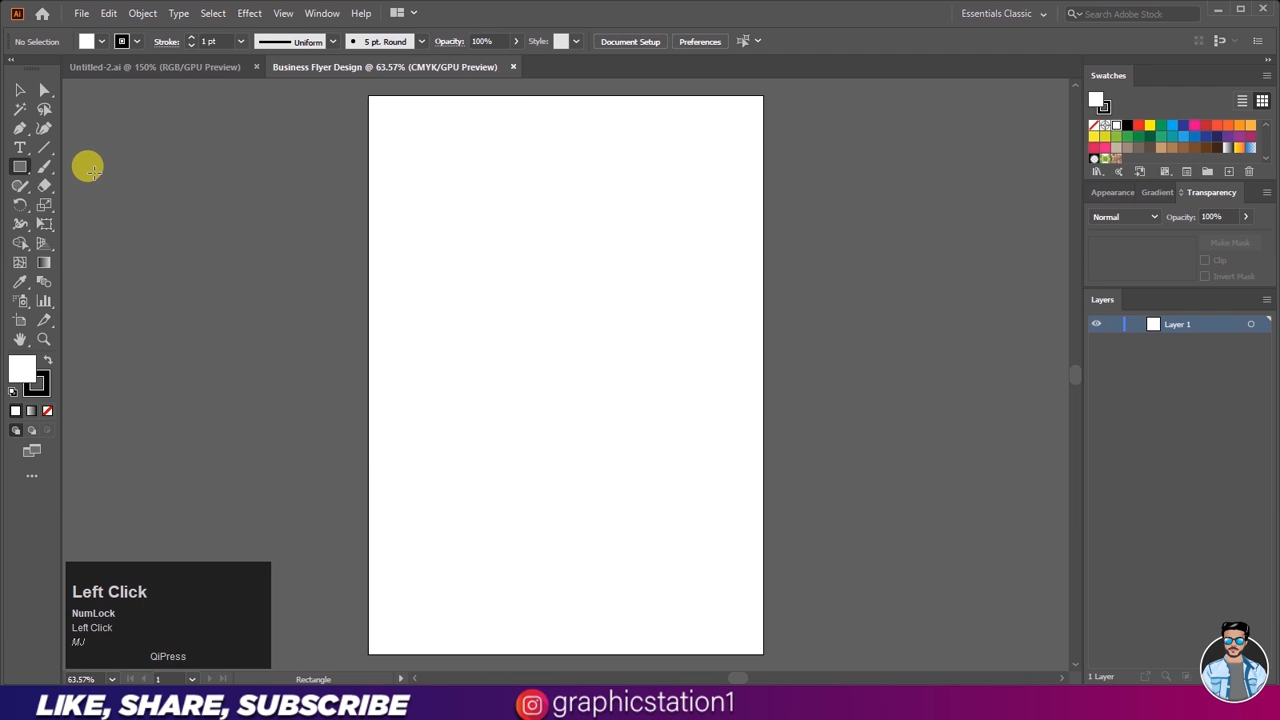 Ai File Edit Object Type Select Effect View Window Help Essentials Classic Search Adobe Stock
No Selection Stroke: 1 pt Uniform 5 pt. Round Opacity: 100% Style: Document Setup Preferences
Untitled-2.ai @ 150% (RGB/GPU Preview) × Business Flyer Design @ 63.57% (CMYK/GPU Preview) ×
Swatches
Appearance Gradient Transparency
Normal Opacity: 100%
Make Mask
Clip
Invert Mask
Layers
Layer 1
T
Left Click
NumLock
Left Click
MJ
QiPress
63.57% 1 Rectangle 1 Layer
LIKE, SHARE, SUBSCRIBE graphicstation1